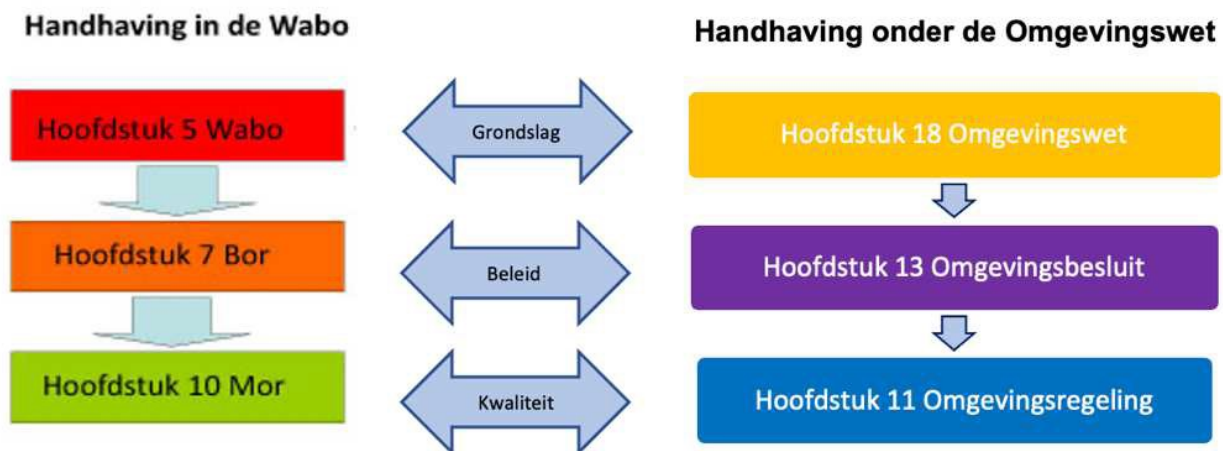 Handhaving in de Wabo
Handhaving onder de Omgevingswet
Hoofdstuk 5 Wabo
Grondslag
Hoofdstuk 18 Omgevingswet
Hoofdstuk 7 Bor
Beleid
Hoofdstuk 13 Omgevingsbesluit
Hoofdstuk 10 Mor
Kwaliteit
Hoofdstuk 11 Omgevingsregeling